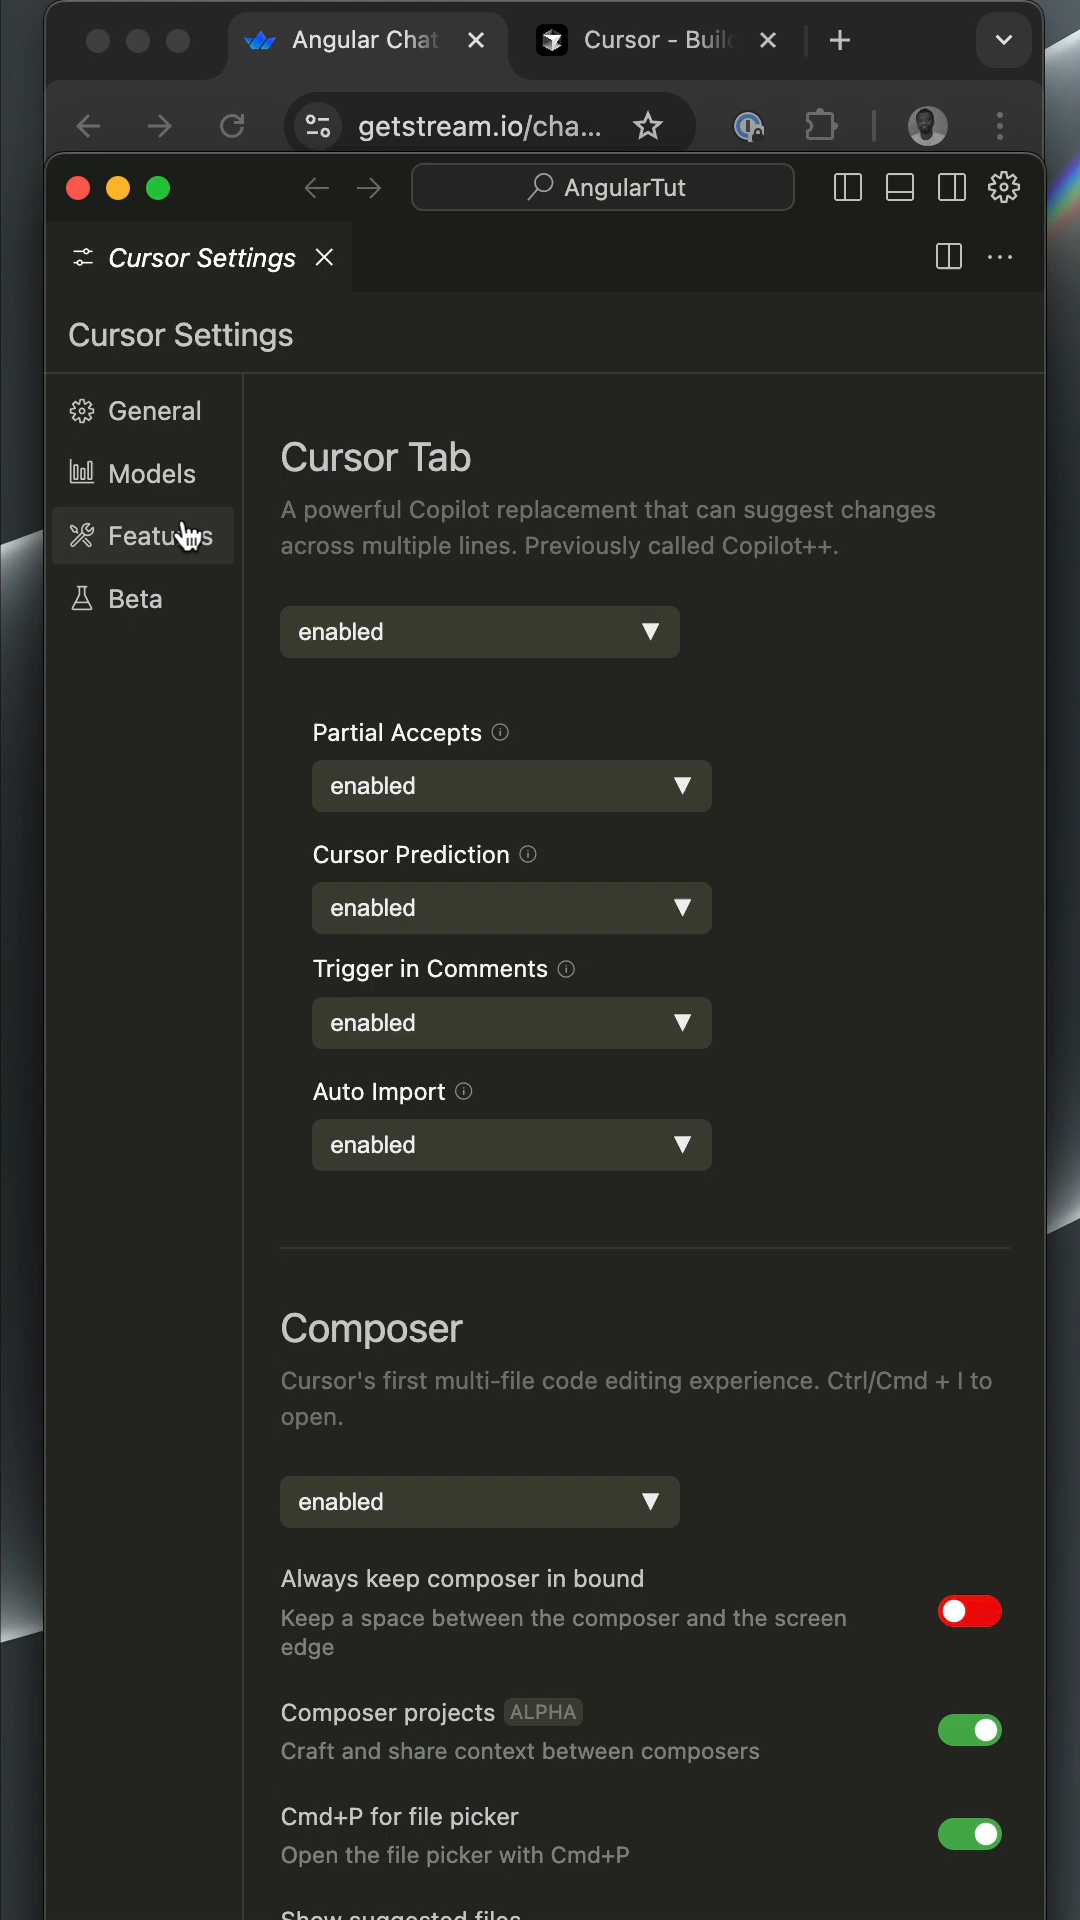 Angular Chat
Cursor - Build
getstream.io/cha...
AngularTut
Cursor Settings
Cursor Settings
General
Models
Features
Beta
Cursor Tab
A powerful Copilot replacement that can suggest changes
across multiple lines. Previously called Copilot++.
enabled
Partial Accepts
enabled
Cursor Prediction
enabled
Trigger in Comments
enabled
Auto Import
enabled
Composer
Cursor's first multi-file code editing experience. Ctrl/Cmd + I to
open.
enabled
Always keep composer in bound
Keep a space between the composer and the screen
edge
Composer projects ALPHA
Craft and share context between composers
Cmd+P for file picker
Open the file picker with Cmd+P
Show suggested files